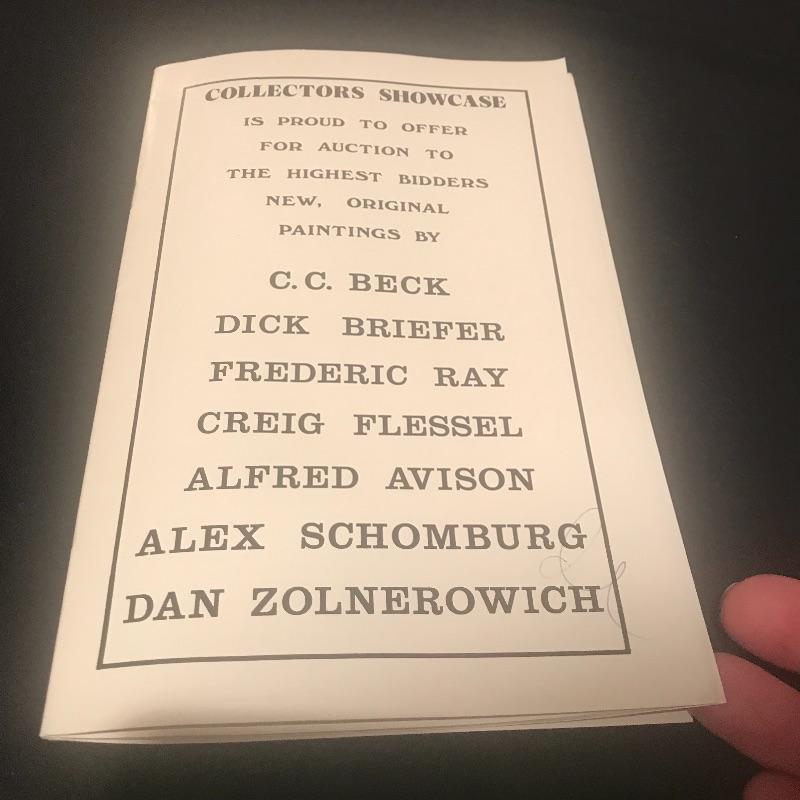 COLLECTORS SHOWCASE
IS PROUD TO OFFER
FOR AUCTION TO
THE HIGHEST BIDDERS
NEW, ORIGINAL
PAINTINGS BY
C.C. BECK
DICK BRIEFER
FREDERIC RAY
CREIG FLESSEL
ALFRED AVISON
ALEX SCHOMBURG
DAN ZOLNEROWICH